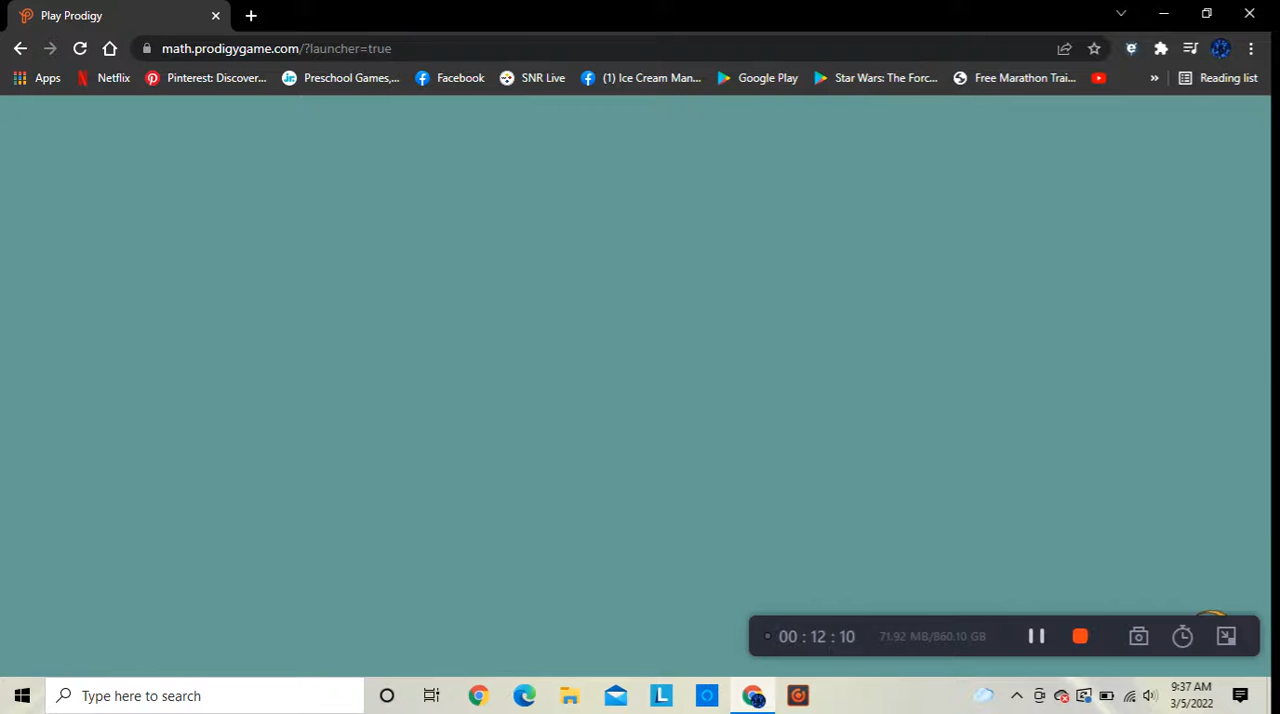 Play Prodigy
math.prodigygame.com/?launcher=true
Apps Netflix Pinterest: Discover... Preschool Games,... Facebook SNR Live (1) Ice Cream Man... Google Play Star Wars: The Forc... Free Marathon Trai... » Reading list
00 : 12 : 10 71.92 MB/860.10 GB
Type here to search
9:37 AM
3/5/2022